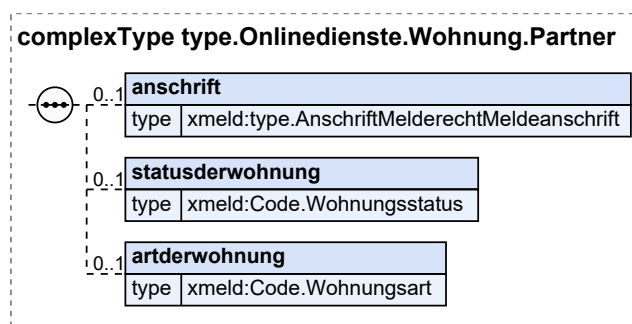 complexType type.Onlinedienste.Wohnung.Partner
0..1
anschrift
type xmeld:type.AnschriftMelderechtMeldeanschrift
0..1
statusderwohnung
type xmeld:Code.Wohnungsstatus
0..1
artderwohnung
type xmeld:Code.Wohnungsart